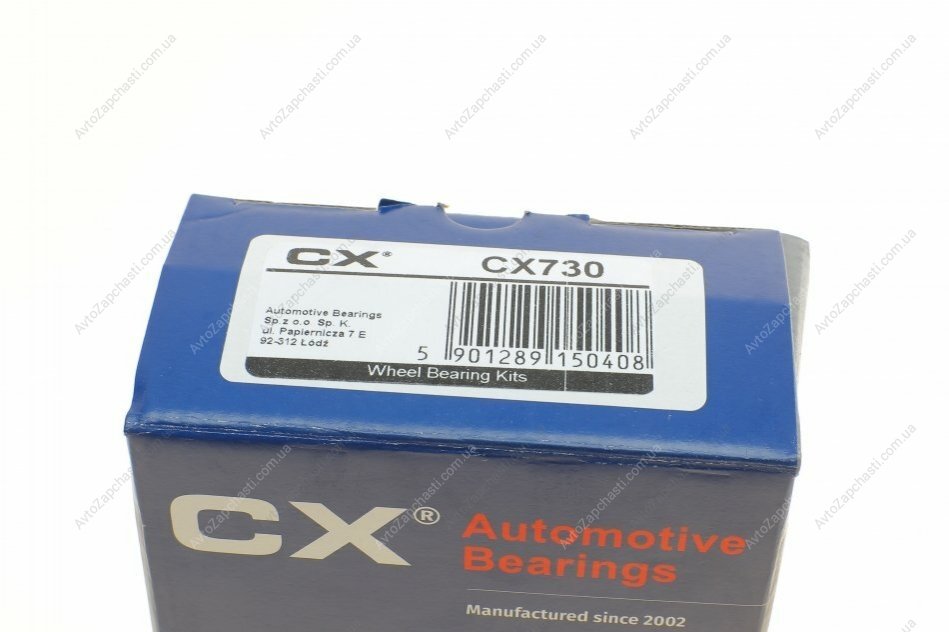 CX®
CX730
Automotive Bearings
Sp.z o.o. Sp. K.
ul. Papiernicza 7 E
92-312 Łódź
5 901289 150408
Wheel Bearing Kits
CX®
Automotive
Bearings
Manufactured since 2002
AvtoZapchasti.com.ua